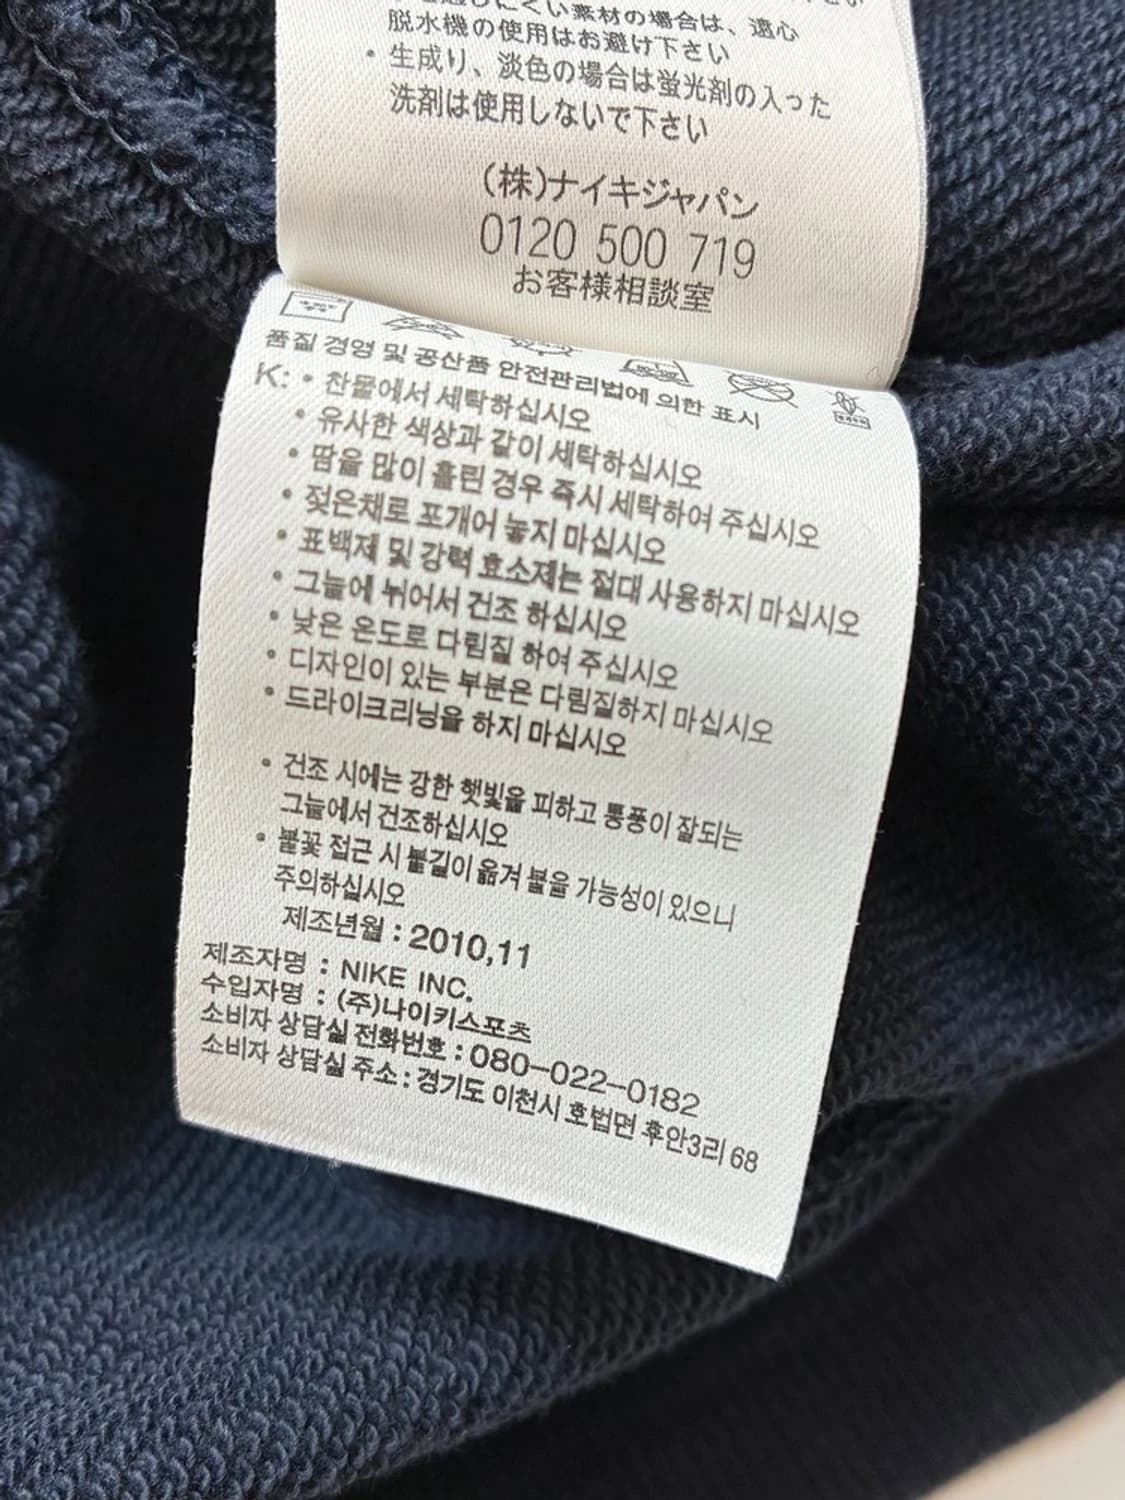 脱水機の使用はお避け下さい
・生成り、淡色の場合は蛍光剤の入った
洗剤は使用しないで下さい
(株)ナイキジャパン
0120 500 719
お客様相談室
품질 경영 및 공산품 안전관리법에 의한 표시
K: • 찬물에서 세탁하십시오
• 유사한 색상과 같이 세탁하십시오
• 땀을 많이 흘린 경우 즉시 세탁하여 주십시오
• 젖은채로 포개어 놓지 마십시오
• 표백제 및 강력 효소제는 절대 사용하지 마십시오
• 그늘에 뉘어서 건조 하십시오
• 낮은 온도로 다림질 하여 주십시오
• 디자인이 있는 부분은 다림질하지 마십시오
• 드라이크리닝을 하지 마십시오
• 건조 시에는 강한 햇빛을 피하고 통풍이 잘되는
그늘에서 건조하십시오
• 불꽃 접근 시 불길이 옮겨 붙을 가능성이 있으니
주의하십시오
제조년월 : 2010,11
제조자명 : NIKE INC.
수입자명 : (주)나이키스포츠
소비자 상담실 전화번호 : 080-022-0182
소비자 상담실 주소 : 경기도 이천시 호법면 후안3리 68